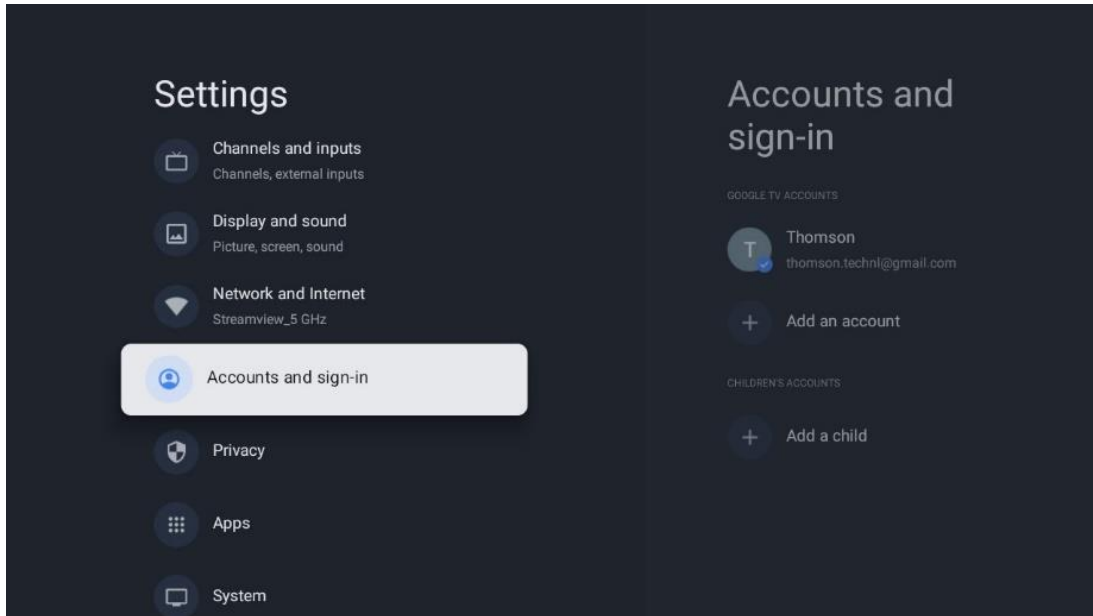 Settings
Channels and inputs
Channels, external inputs
Display and sound
Picture, screen, sound
Network and Internet
Streamview_5 GHz
Accounts and sign-in
Privacy
Apps
System
Accounts and
sign-in
GOOGLE TV ACCOUNTS
T
Thomson
thomson.technl@gmail.com
Add an account
CHILDREN'S ACCOUNTS
Add a child